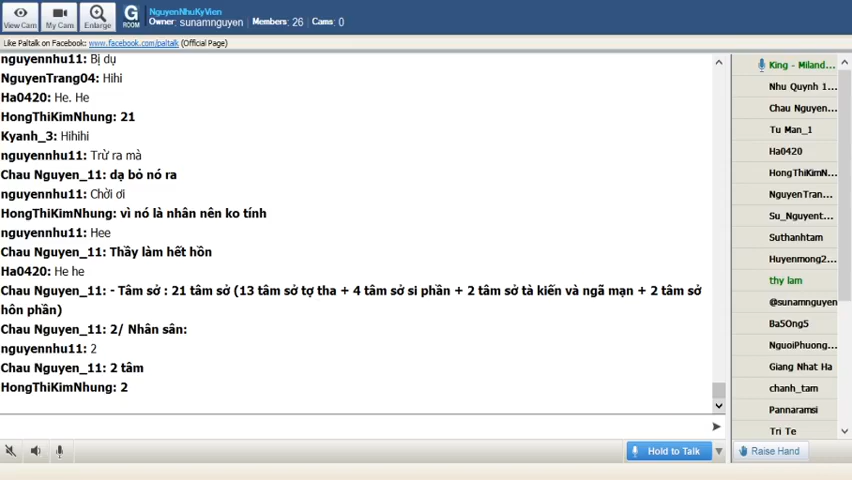 View Cam
My Cam
Enlarge
G
ROOM
NguyenNhuKyVien
Owner: sunamnguyen Members: 26 Cams: 0
Like Paltalk on Facebook: www.facebook.com/paltalk (Official Page)
nguyennhu11: Bị dụ
NguyenTrang04: Hihi
Ha0420: He. He
HongThiKimNhung: 21
Kyanh_3: Hihihi
nguyennhu11: Trừ ra mà
Chau Nguyen_11: dạ bỏ nó ra
nguyennhu11: Chời ơi
HongThiKimNhung: vì nó là nhân nên ko tính
nguyennhu11: Hee
Chau Nguyen_11: Thầy làm hết hồn
Ha0420: He he
Chau Nguyen_11: - Tâm sở : 21 tâm sở (13 tâm sở tợ tha + 4 tâm sở si phần + 2 tâm sở tà kiến và ngã mạn + 2 tâm sở
hôn phần)
Chau Nguyen_11: 2/ Nhân sân:
nguyennhu11: 2
Chau Nguyen_11: 2 tâm
HongThiKimNhung: 2
Hold to Talk
King - Miland...
Nhu Quynh 1...
Chau Nguyen...
Tu Man_1
Ha0420
HongThiKimN...
NguyenTran...
Su_Nguyent...
Suthanhtam
Huyenmong2...
thy lam
@sunamnguyen
Ba5Ong5
NguoiPhuong...
Giang Nhat Ha
chanh_tam
Pannaramsi
Tri Te
Raise Hand